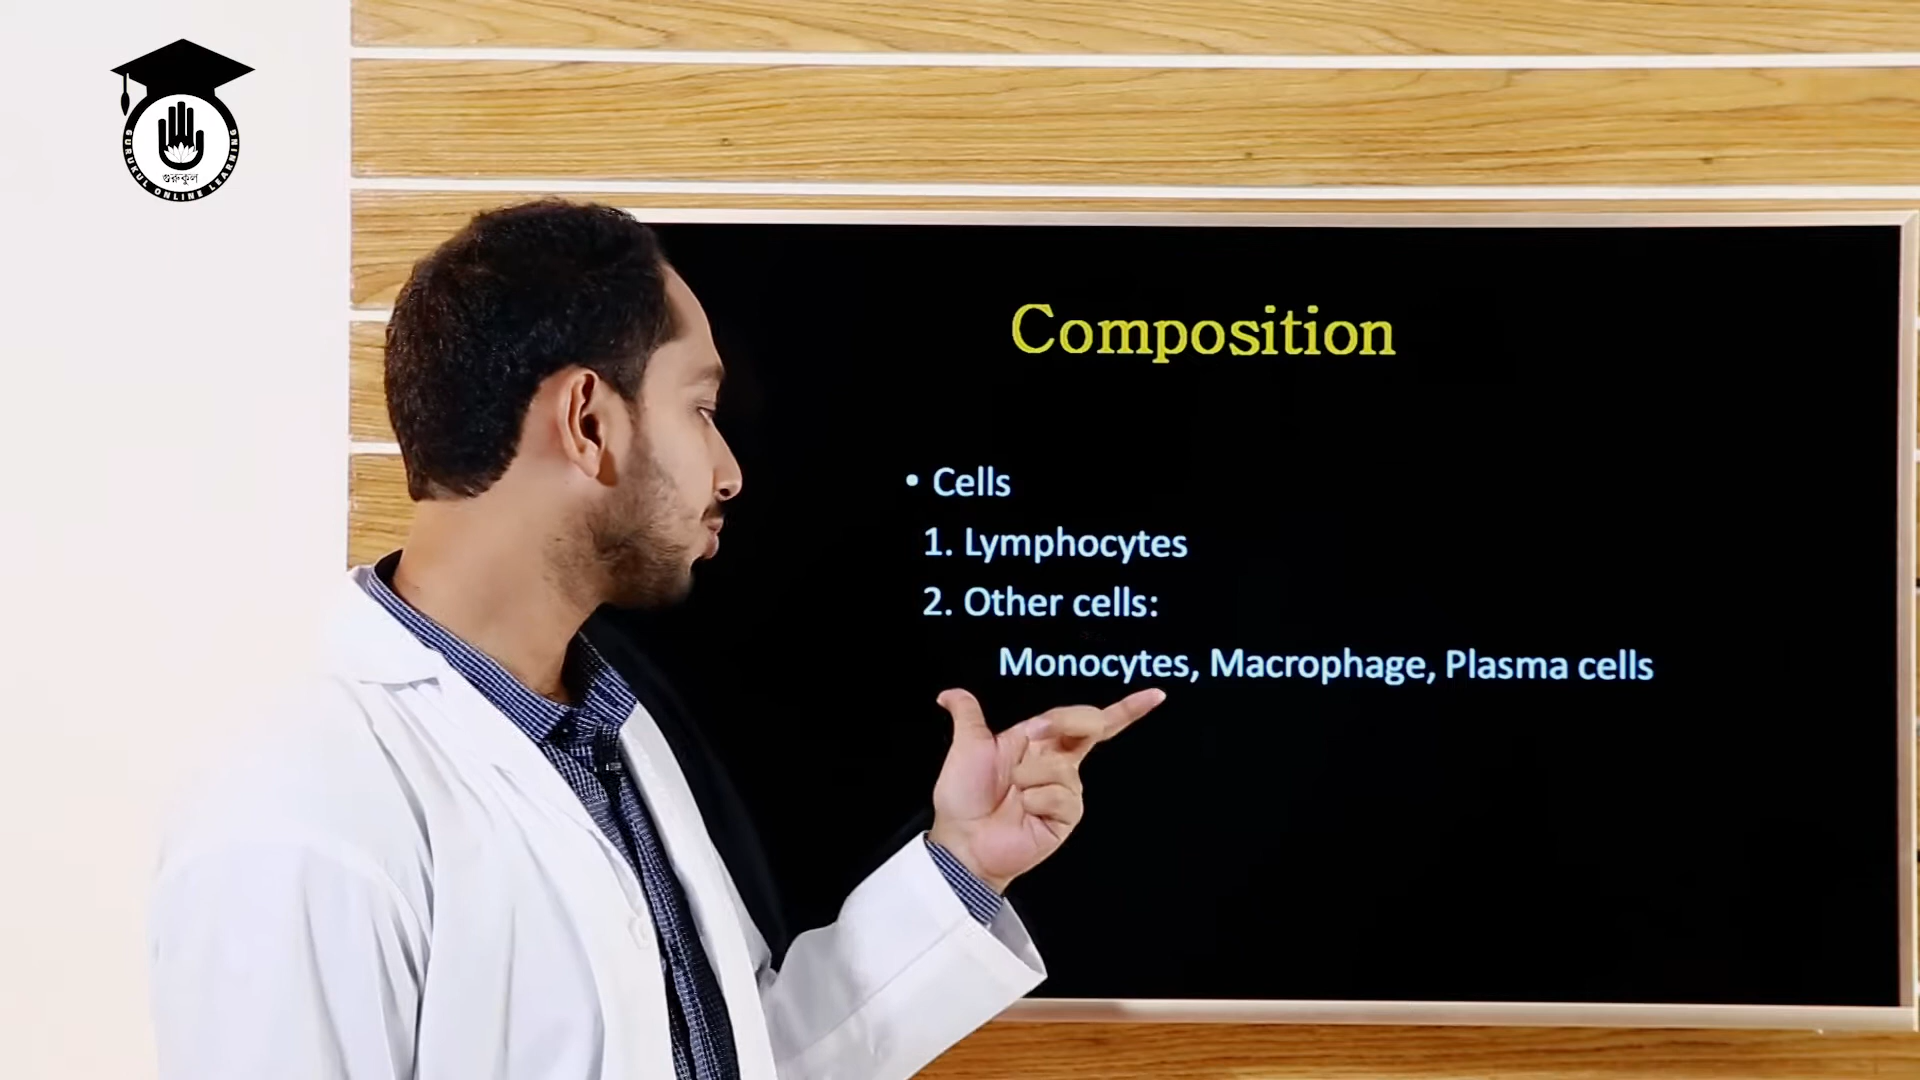 গুরুকুল
GURUKUL ONLINE LEARNING
Composition
• Cells
1. Lymphocytes
2. Other cells:
Monocytes, Macrophage, Plasma cells